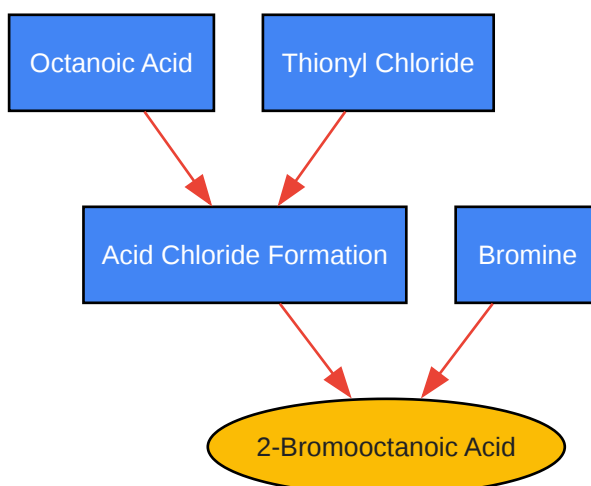 Octanoic Acid
Thionyl Chloride
Acid Chloride Formation
Bromine
2-Bromooctanoic Acid